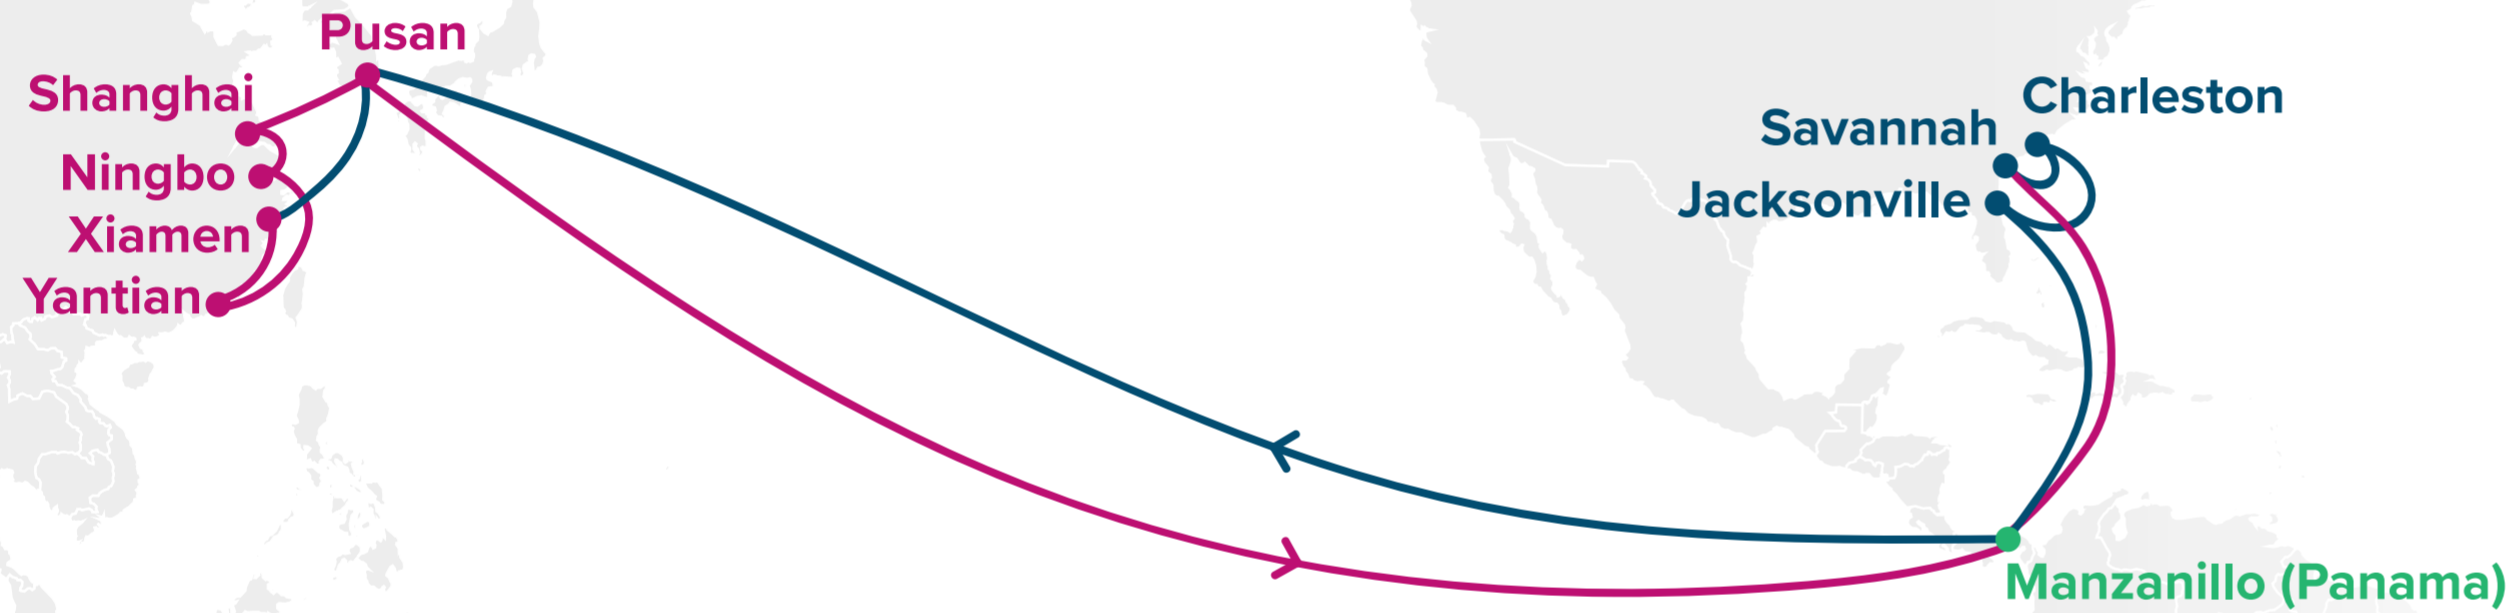 Pusan
Shanghai
Ningbo
Xiamen
Yantian
Charleston
Savannah
Jacksonville
Manzanillo (Panama)